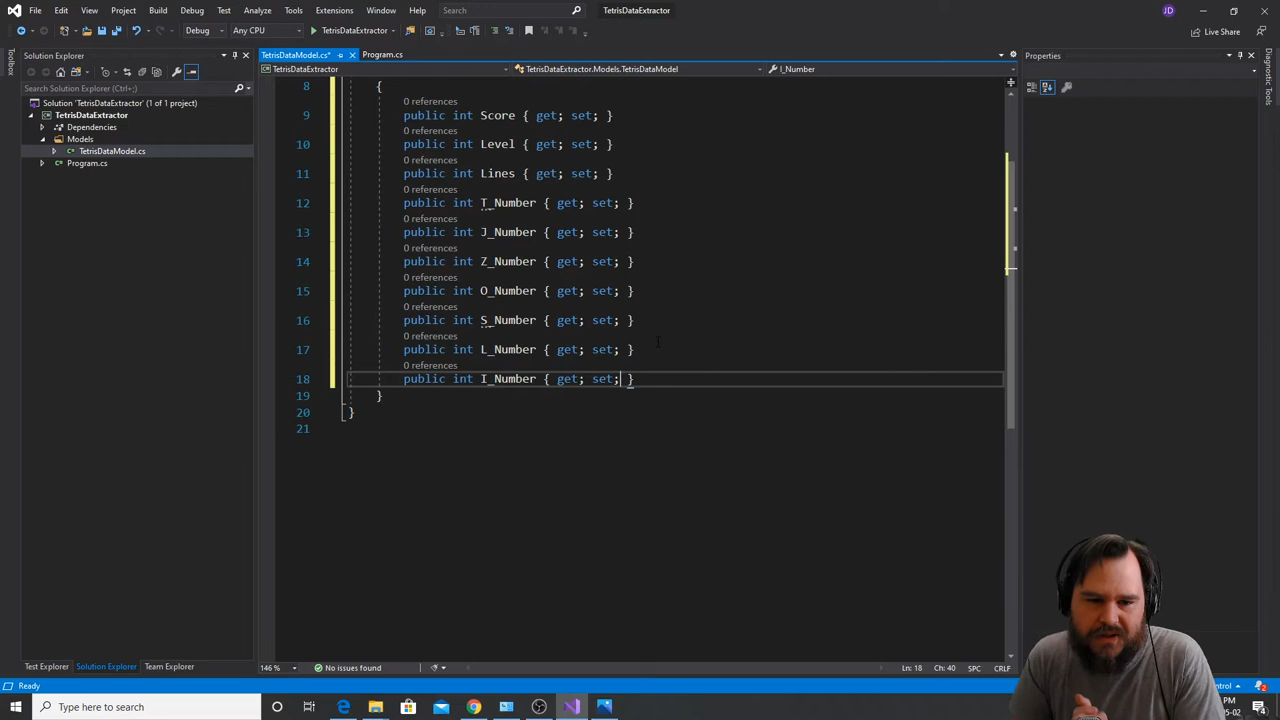 File Edit View Git Project Build Debug Test Analyze Tools Extensions Window Help Search (Ctrl+Q) TetrisDataExtractor JD
Debug Any CPU TetrisDataExtractor Live Share
Toolbox
Solution Explorer
Search Solution Explorer (Ctrl+;)
Solution 'TetrisDataExtractor' (1 of 1 project)
TetrisDataExtractor
Dependencies
Models
TetrisDataModel.cs
Program.cs
Test Explorer Solution Explorer Team Explorer
TetrisDataModel.cs* Program.cs
TetrisDataExtractor TetrisDataExtractor.Models.TetrisDataModel I_Number
8 {
0 references
9 public int Score { get; set; }
0 references
10 public int Level { get; set; }
0 references
11 public int Lines { get; set; }
0 references
12 public int T_Number { get; set; }
0 references
13 public int J_Number { get; set; }
0 references
14 public int Z_Number { get; set; }
0 references
15 public int O_Number { get; set; }
0 references
16 public int S_Number { get; set; }
0 references
17 public int L_Number { get; set; }
0 references
18 public int I_Number { get; set; }
19 }
20 }
21
146 % No issues found Ln: 18 Ch: 40 SPC CRLF
Properties
Diagnostic Tools
Ready 2
Type here to search